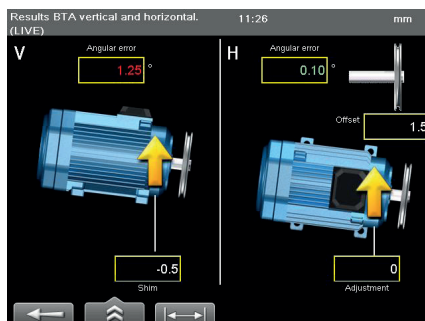 Results BTA vertical and horizontal. 11:26 mm
(LIVE)
V
Angular error
1.25 °
-0.5
Shim
H
Angular error
0.10 °
Offset
1.5
0
Adjustment